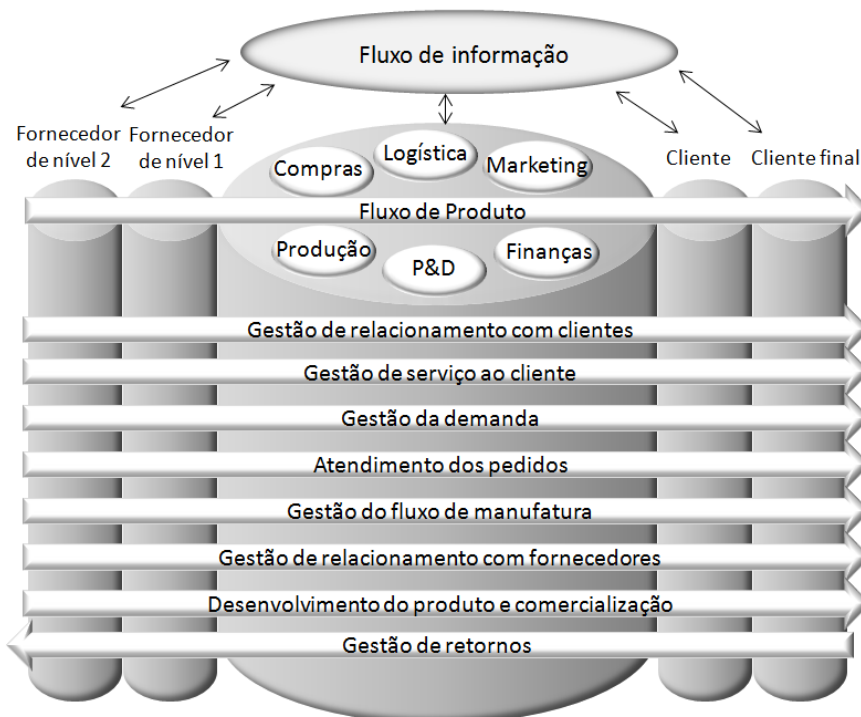 Fluxo de informação
Fornecedor
de nível 2
Fornecedor
de nível 1
Cliente
Cliente final
Compras
Logística
Marketing
Fluxo de Produto
Produção
P&D
Finanças
Gestão de relacionamento com clientes
Gestão de serviço ao cliente
Gestão da demanda
Atendimento dos pedidos
Gestão do fluxo de manufatura
Gestão de relacionamento com fornecedores
Desenvolvimento do produto e comercialização
Gestão de retornos